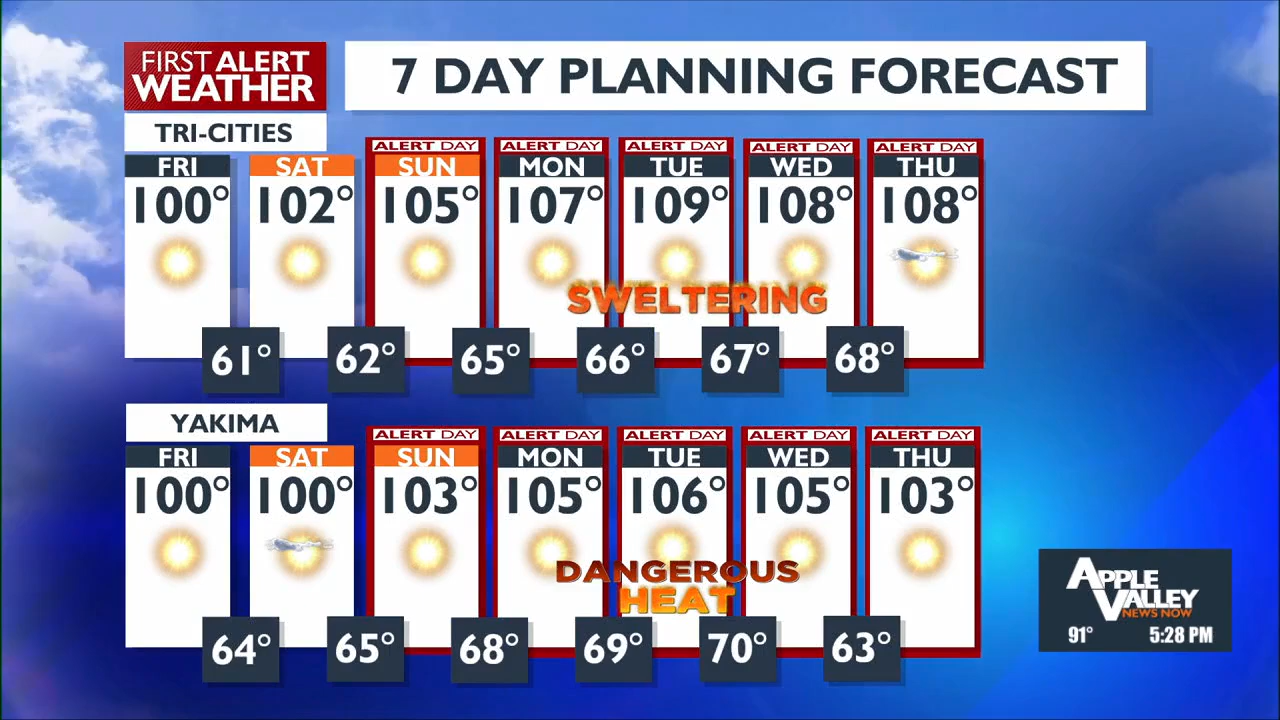 FIRST ALERT
WEATHER
7 DAY PLANNING FORECAST
TRI-CITIES
ALERT DAY ALERT DAY ALERT DAY ALERT DAY ALERT DAY
FRI SAT SUN MON TUE WED THU
100° 102° 105° 107° 109° 108° 108°
SWELTERING
61° 62° 65° 66° 67° 68°
YAKIMA
ALERT DAY ALERT DAY ALERT DAY ALERT DAY ALERT DAY
FRI SAT SUN MON TUE WED THU
100° 100° 103° 105° 106° 105° 103°
DANGEROUS
HEAT
64° 65° 68° 69° 70° 63°
APPLE
VALLEY
NEWS NOW
91° 5:28 PM